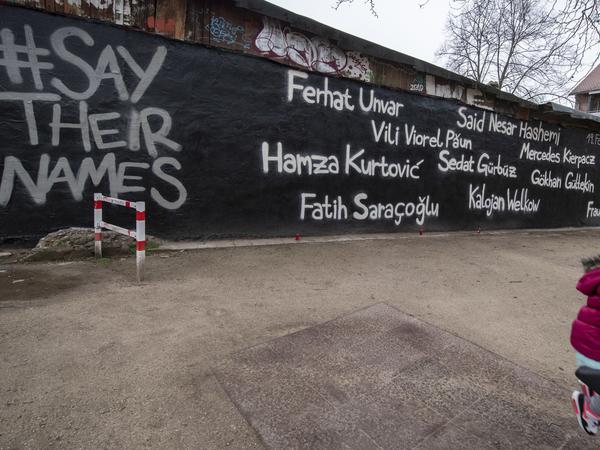 #SAY
THEIR
NAMES
Ferhat Unvar
Said Nesar Hashemi
Vili Viorel Păun
Mercedes Kierpacz
Hamza Kurtović
Sedat Gürbüz
Gökhan Gültekin
Fatih Saraçoğlu
Kalojan Welkow